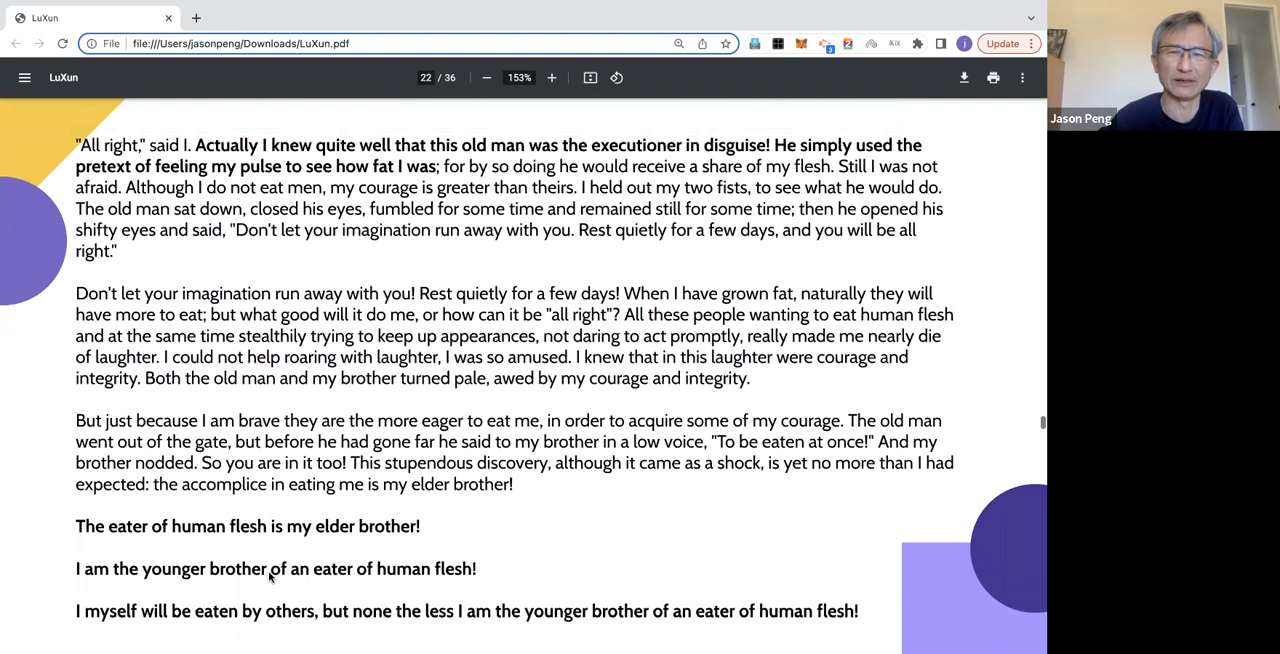 LuXun
File
file:///Users/jasonpeng/Downloads/LuXun.pdf
3
2
j
Update
LuXun
22 / 36
153%
Jason Peng
"All right," said I. Actually I knew quite well that this old man was the executioner in disguise! He simply used the
pretext of feeling my pulse to see how fat I was; for by so doing he would receive a share of my flesh. Still I was not
afraid. Although I do not eat men, my courage is greater than theirs. I held out my two fists, to see what he would do.
The old man sat down, closed his eyes, fumbled for some time and remained still for some time; then he opened his
shifty eyes and said, "Don't let your imagination run away with you. Rest quietly for a few days, and you will be all
right."
Don't let your imagination run away with you! Rest quietly for a few days! When I have grown fat, naturally they will
have more to eat; but what good will it do me, or how can it be "all right"? All these people wanting to eat human flesh
and at the same time stealthily trying to keep up appearances, not daring to act promptly, really made me nearly die
of laughter. I could not help roaring with laughter, I was so amused. I knew that in this laughter were courage and
integrity. Both the old man and my brother turned pale, awed by my courage and integrity.
But just because I am brave they are the more eager to eat me, in order to acquire some of my courage. The old man
went out of the gate, but before he had gone far he said to my brother in a low voice, "To be eaten at once!" And my
brother nodded. So you are in it too! This stupendous discovery, although it came as a shock, is yet no more than I had
expected: the accomplice in eating me is my elder brother!
The eater of human flesh is my elder brother!
I am the younger brother of an eater of human flesh!
I myself will be eaten by others, but none the less I am the younger brother of an eater of human flesh!